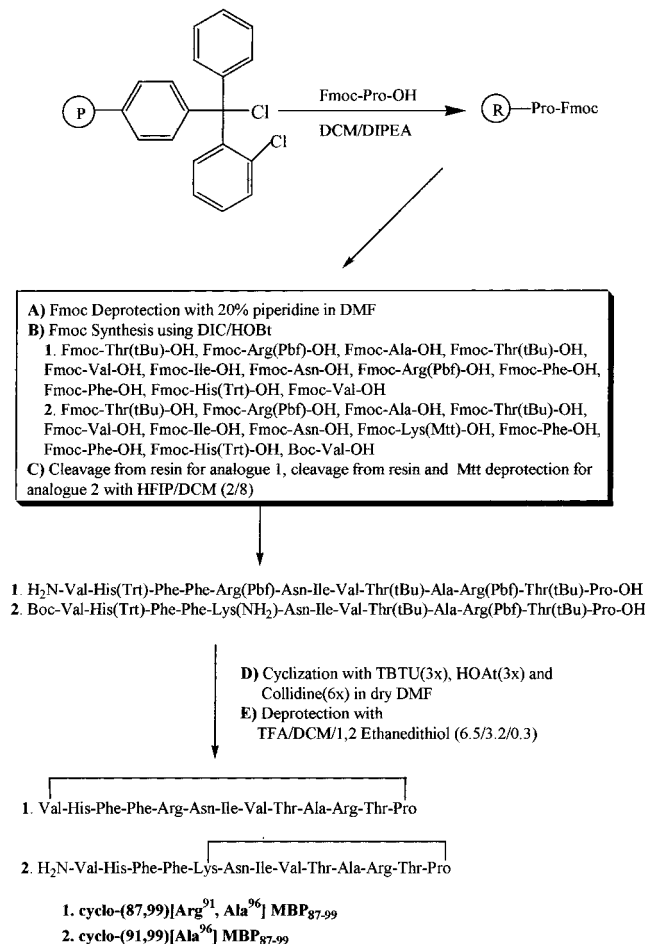 P
Cl
Cl
Fmoc-Pro-OH
DCM/DIPEA
R
Pro-Fmoc
A) Fmoc Deprotection with 20% piperidine in DMF
B) Fmoc Synthesis using DIC/HOBt
1. Fmoc-Thr(tBu)-OH, Fmoc-Arg(Pbf)-OH, Fmoc-Ala-OH, Fmoc-Thr(tBu)-OH,
Fmoc-Val-OH, Fmoc-Ile-OH, Fmoc-Asn-OH, Fmoc-Arg(Pbf)-OH, Fmoc-Phe-OH,
Fmoc-Phe-OH, Fmoc-His(Trt)-OH, Fmoc-Val-OH
2. Fmoc-Thr(tBu)-OH, Fmoc-Arg(Pbf)-OH, Fmoc-Ala-OH, Fmoc-Thr(tBu)-OH,
Fmoc-Val-OH, Fmoc-Ile-OH, Fmoc-Asn-OH, Fmoc-Lys(Mtt)-OH, Fmoc-Phe-OH,
Fmoc-Phe-OH, Fmoc-His(Trt)-OH, Boc-Val-OH
C) Cleavage from resin for analogue 1, cleavage from resin and Mtt deprotection for
analogue 2 with HFIP/DCM (2/8)
1. H₂N-Val-His(Trt)-Phe-Phe-Arg(Pbf)-Asn-Ile-Val-Thr(tBu)-Ala-Arg(Pbf)-Thr(tBu)-Pro-OH
2. Boc-Val-His(Trt)-Phe-Phe-Lys(NH₂)-Asn-Ile-Val-Thr(tBu)-Ala-Arg(Pbf)-Thr(tBu)-Pro-OH
D) Cyclization with TBTU(3x), HOAt(3x) and
Collidine(6x) in dry DMF
E) Deprotection with
TFA/DCM/1,2 Ethanedithiol (6.5/3.2/0.3)
1. Val-His-Phe-Phe-Arg-Asn-Ile-Val-Thr-Ala-Arg-Thr-Pro
2. H₂N-Val-His-Phe-Phe-Lys-Asn-Ile-Val-Thr-Ala-Arg-Thr-Pro
1. cyclo-(87,99)[Arg⁹¹, Ala⁹⁶] MBP₈₇₋₉₉
2. cyclo-(91,99)[Ala⁹⁶] MBP₈₇₋₉₉